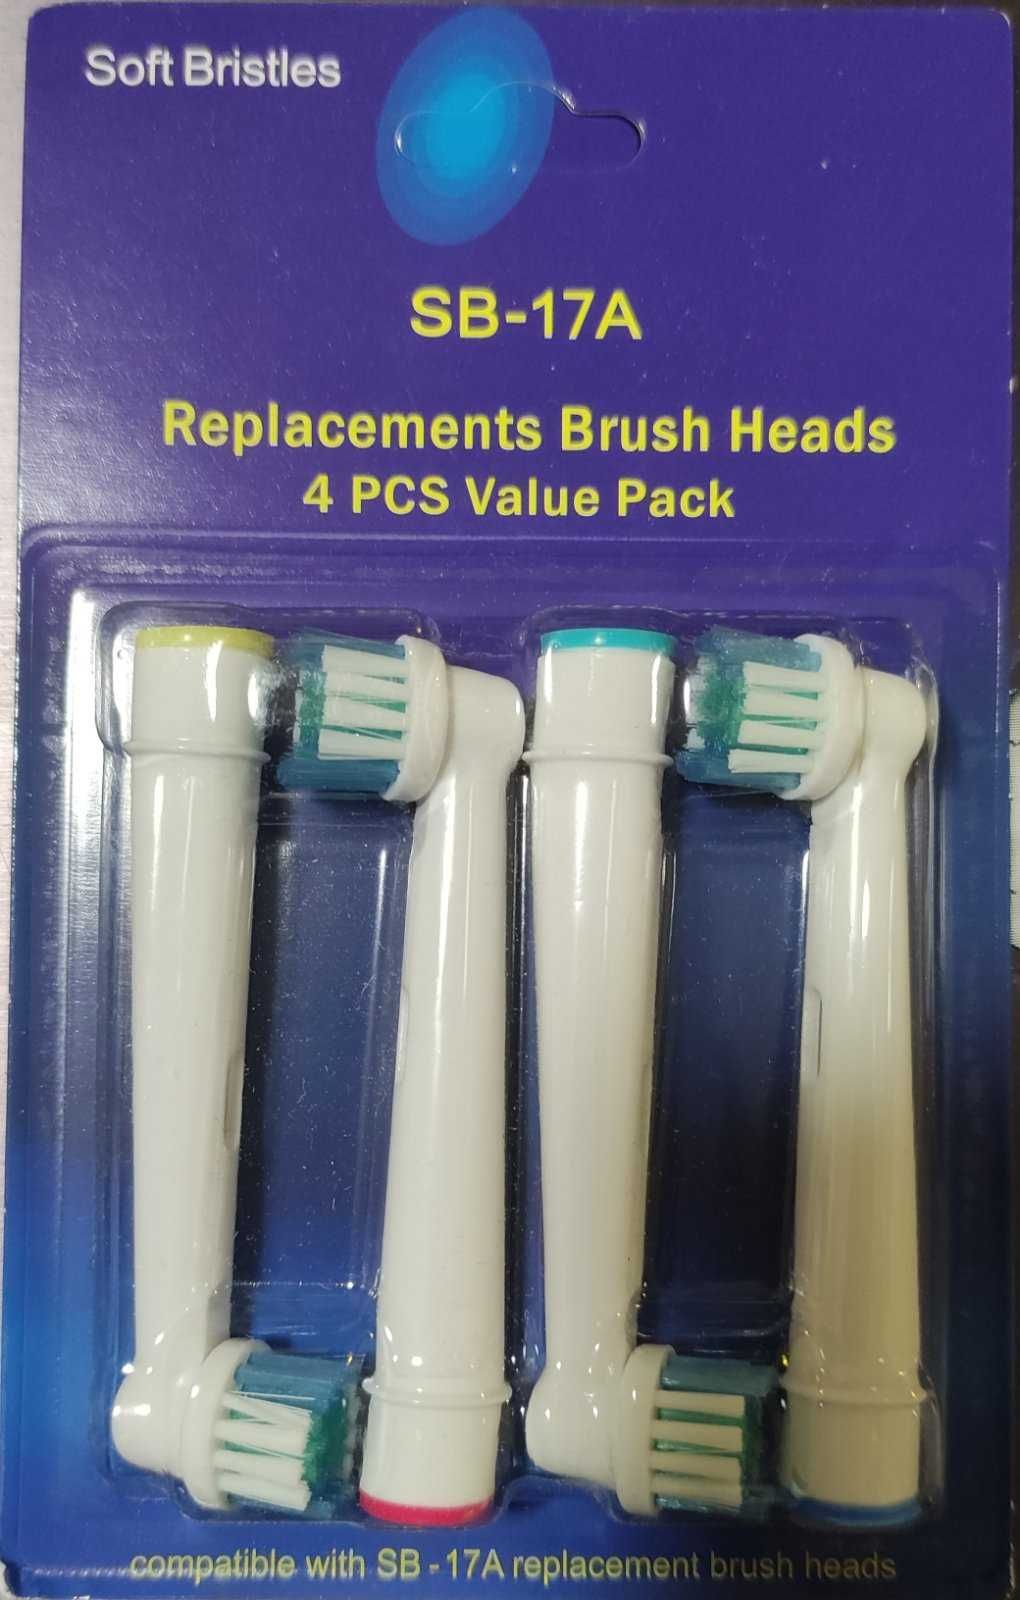 Soft Bristles
SB-17A
Replacements Brush Heads
4 PCS Value Pack
compatible with SB -17A replacement brush heads